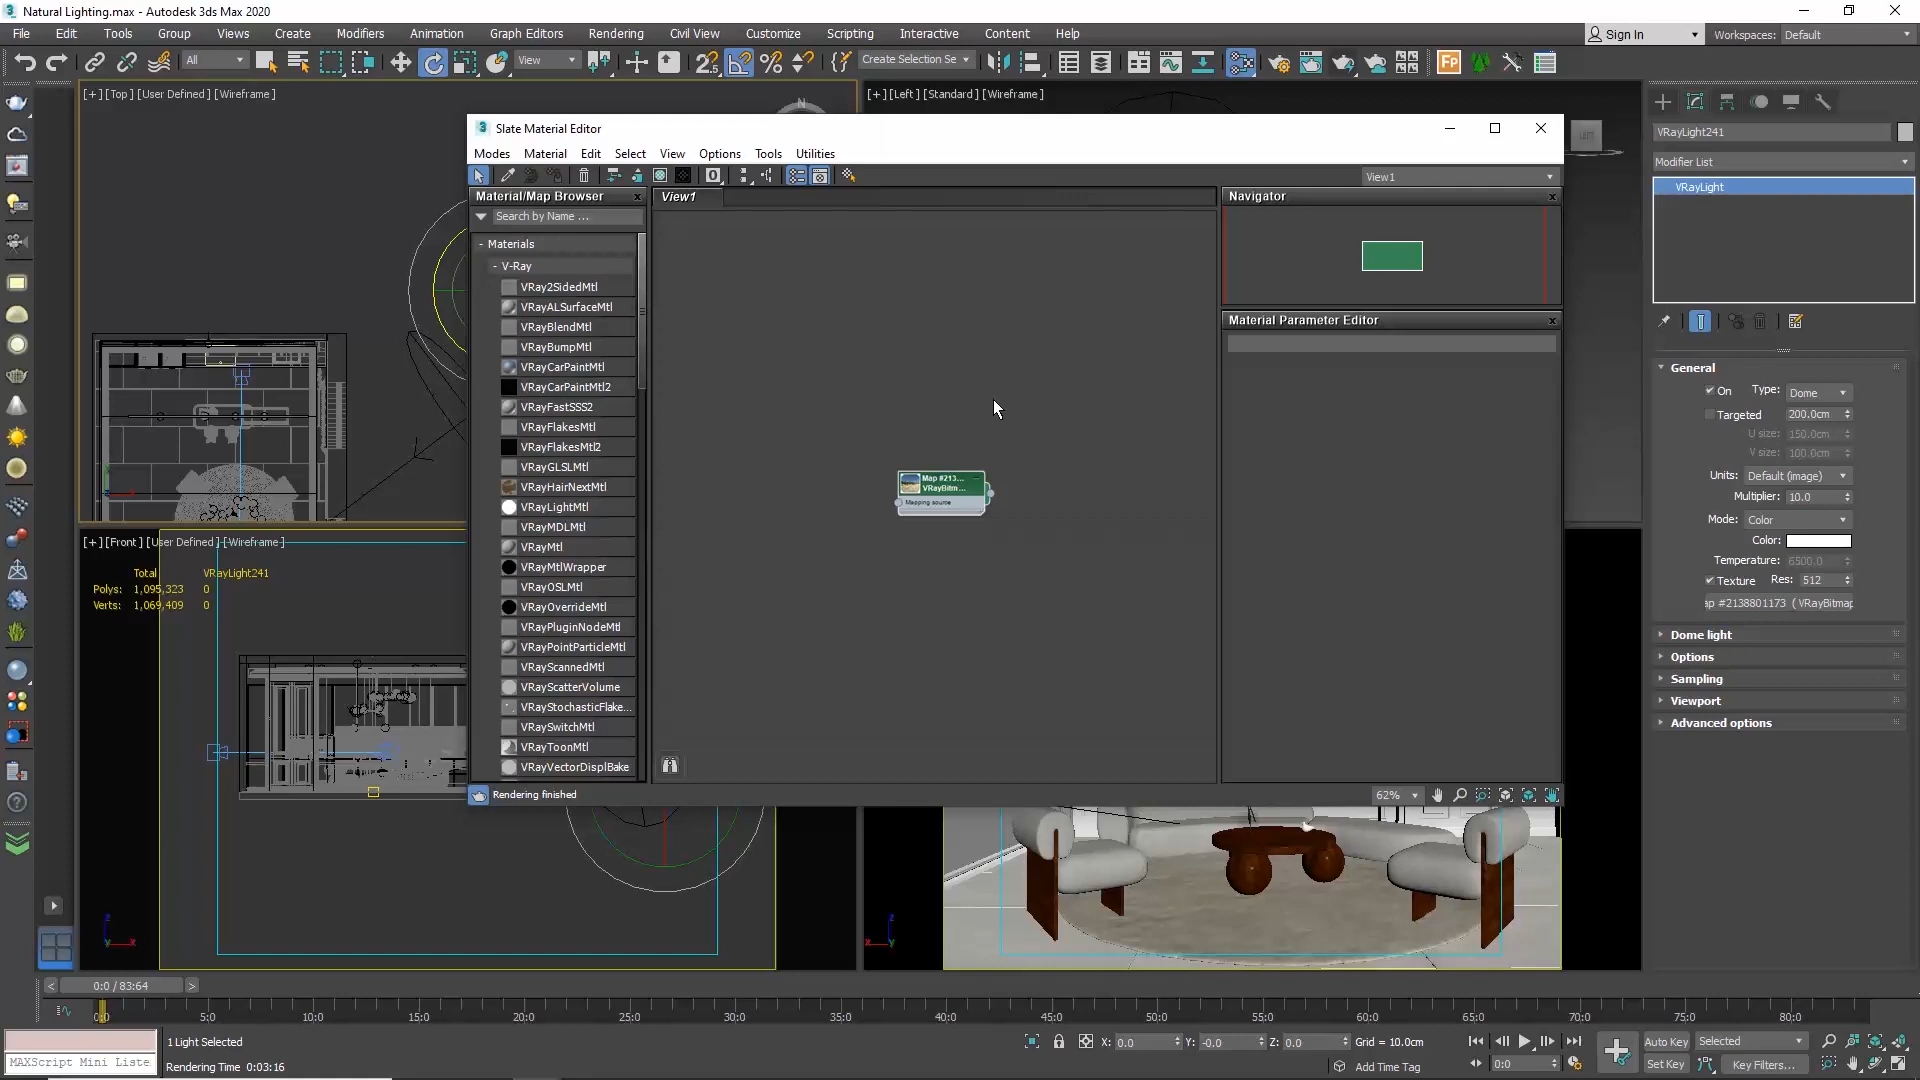 Natural Lighting.max - Autodesk 3ds Max 2020
File Edit Tools Group Views Create Modifiers Animation Graph Editors Rendering Civil View Customize Scripting Interactive Content Help
Sign In
Workspaces: Default
All
View
Create Selection Se
[+] [Top] [User Defined] [Wireframe]
[+] [Left] [Standard] [Wireframe]
Slate Material Editor
Modes Material Edit Select View Options Tools Utilities
View1
Material/Map Browser
Search by Name ...
- Materials
- V-Ray
VRay2SidedMtl
VRayALSurfaceMtl
VRayBlendMtl
VRayBumpMtl
VRayCarPaintMtl
VRayCarPaintMtl2
VRayFastSSS2
VRayFlakesMtl
VRayFlakesMtl2
VRayGLSLMtl
VRayHairNextMtl
VRayLightMtl
VRayMDLMtl
VRayMtl
VRayMtlWrapper
VRayOSLMtl
VRayOverrideMtl
VRayPluginNodeMtl
VRayPointParticleMtl
VRayScannedMtl
VRayScatterVolume
VRayStochasticFlake...
VRaySwitchMtl
VRayToonMtl
VRayVectorDisplBake
View1
Map #213...
VRayBitm...
Mapping source
Navigator
Material Parameter Editor
Rendering finished
62%
[+] [Front] [User Defined] [Wireframe]
Total VRayLight241
Polys: 1,095,323 0
Verts: 1,069,409 0
VRayLight241
Modifier List
VRayLight
General
On Type: Dome
Targeted 200.0cm
U size: 150.0cm
V size: 100.0cm
Units: Default (image)
Multiplier: 10.0
Mode: Color
Color:
Temperature: 6500.0
Texture Res: 512
ap #2138801173 ( VRayBitmap
Dome light
Options
Sampling
Viewport
Advanced options
0:0 / 83:64
0:0 5:0 10:0 15:0 20:0 25:0 30:0 35:0 40:0 45:0 50:0 55:0 60:0 65:0 70:0 75:0 80:0
1 Light Selected
X: 0.0 Y: -0.0 Z: 0.0 Grid = 10.0cm
Auto Key Selected
MAXScript Mini Liste
Rendering Time 0:03:16
Add Time Tag
0:0
Set Key Key Filters...